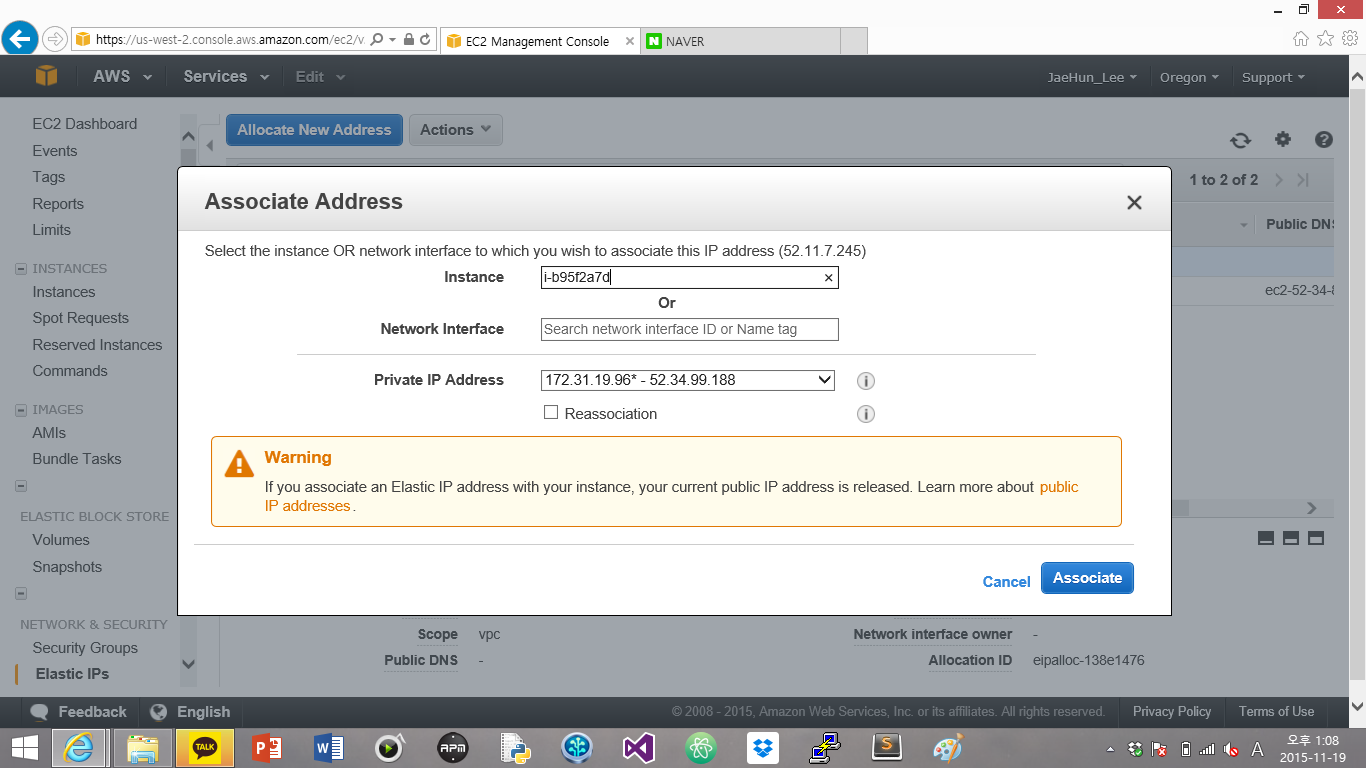 https://us-west-2.console.aws.amazon.com/ec2/v.
EC2 Management Console
NAVER
AWS Services Edit
JaeHun_Lee Oregon Support
EC2 Dashboard
Events
Tags
Reports
Limits
INSTANCES
Instances
Spot Requests
Reserved Instances
Commands
IMAGES
AMIs
Bundle Tasks
ELASTIC BLOCK STORE
Volumes
Snapshots
NETWORK & SECURITY
Security Groups
Elastic IPs
Allocate New Address Actions
1 to 2 of 2
Public DNS
ec2-52-34-8
Associate Address
Select the instance OR network interface to which you wish to associate this IP address (52.11.7.245)
Instance i-b95f2a7d
Or
Network Interface Search network interface ID or Name tag
Private IP Address 172.31.19.96* - 52.34.99.188
Reassociation
Warning
If you associate an Elastic IP address with your instance, your current public IP address is released. Learn more about public
IP addresses.
Cancel Associate
Scope vpc
Network interface owner -
Public DNS -
Allocation ID eipalloc-138e1476
Feedback English
© 2008 - 2015, Amazon Web Services, Inc. or its affiliates. All rights reserved. Privacy Policy Terms of Use
TALK
APM
A
오후 1:08
2015-11-19